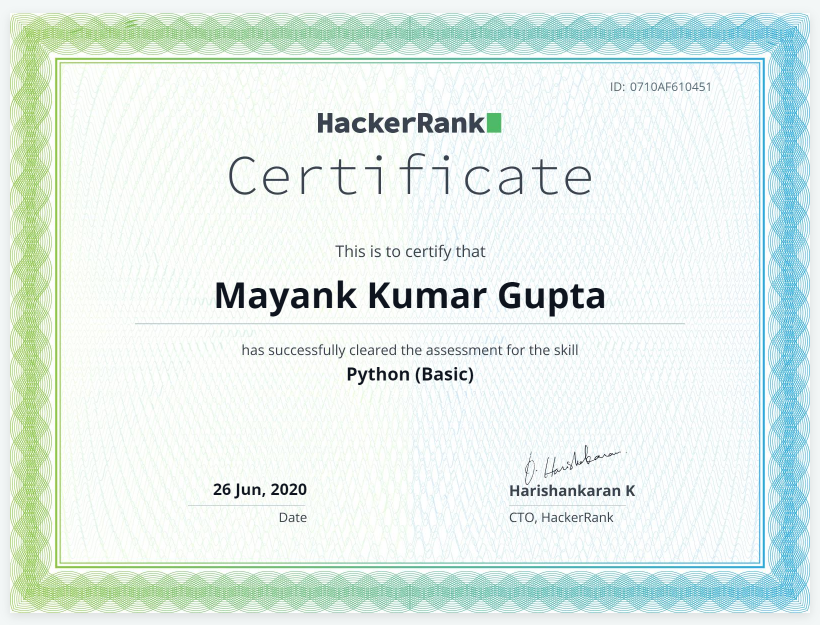 ID: 0710AF610451
HackerRank
Certificate
This is to certify that
Mayank Kumar Gupta
has successfully cleared the assessment for the skill
Python (Basic)
26 Jun, 2020
Date
O. Harishankaran
Harishankaran K
CTO, HackerRank